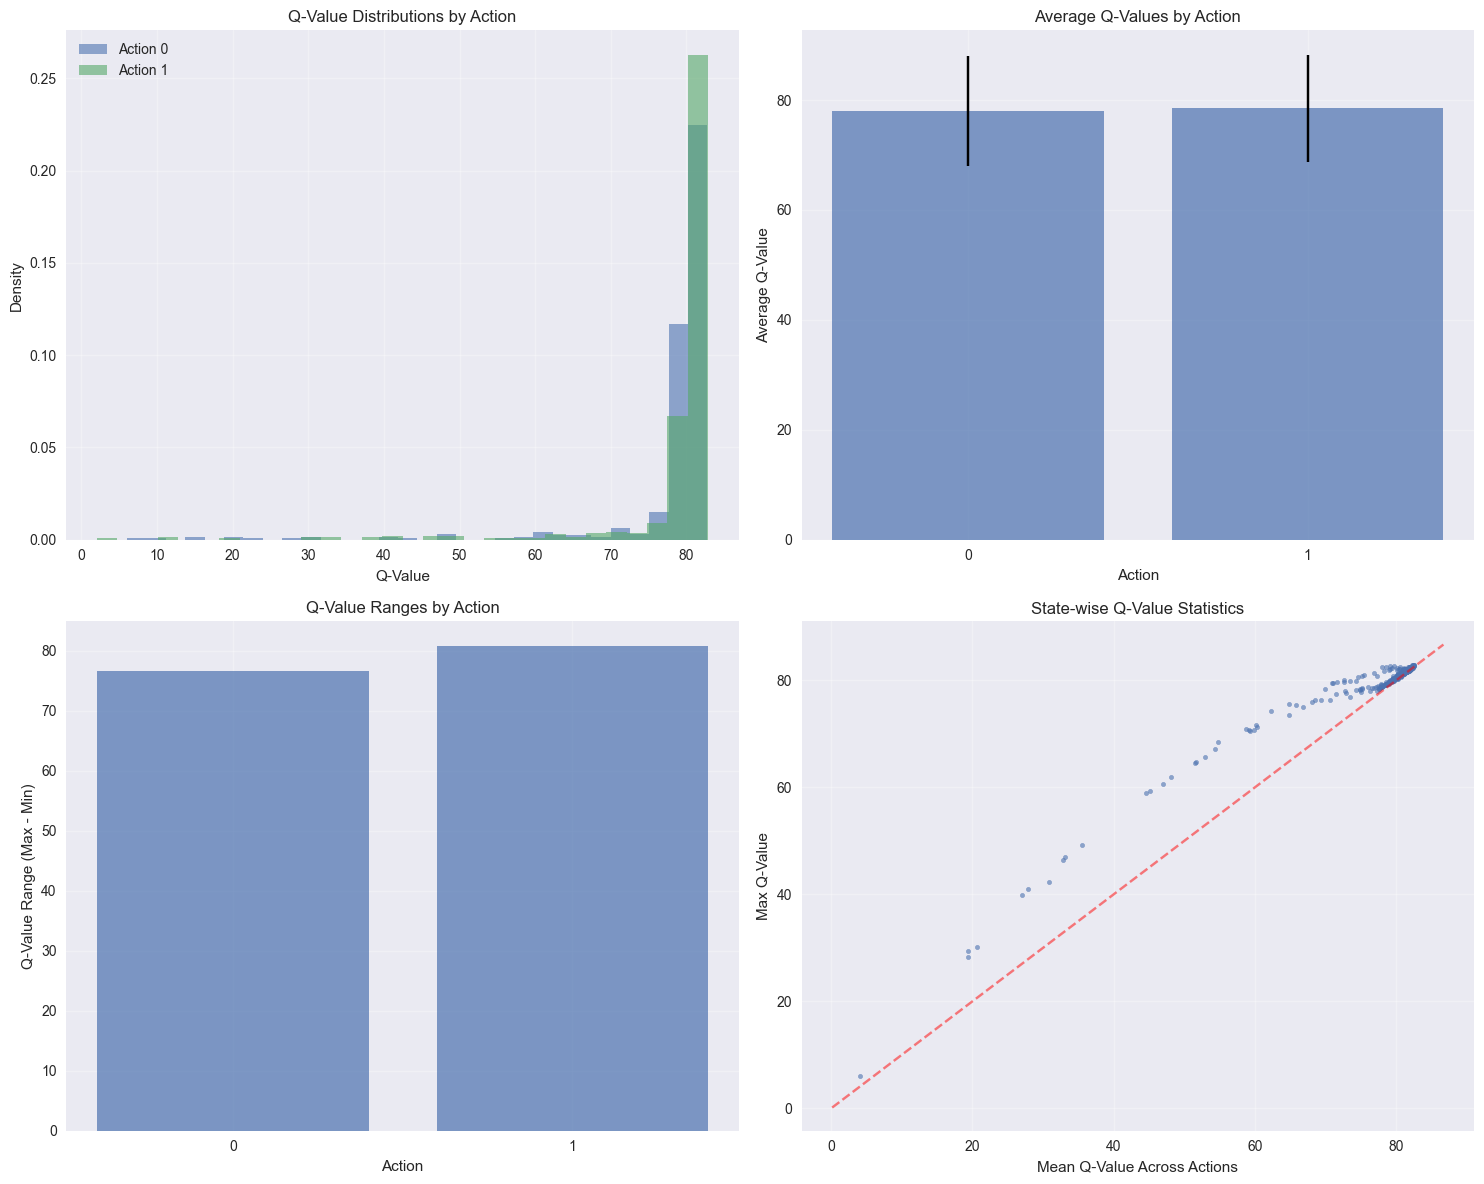 Q-Value Distributions by Action
Action 0
Action 1
0.25
0.20
0.15
0.10
0.05
0.00
Density
0 10 20 30 40 50 60 70 80
Q-Value
Average Q-Values by Action
80
60
40
20
0
Average Q-Value
0 1
Action
Q-Value Ranges by Action
80
70
60
50
40
30
20
10
0
Q-Value Range (Max - Min)
0 1
Action
State-wise Q-Value Statistics
80
60
40
20
0
Max Q-Value
0 20 40 60 80
Mean Q-Value Across Actions